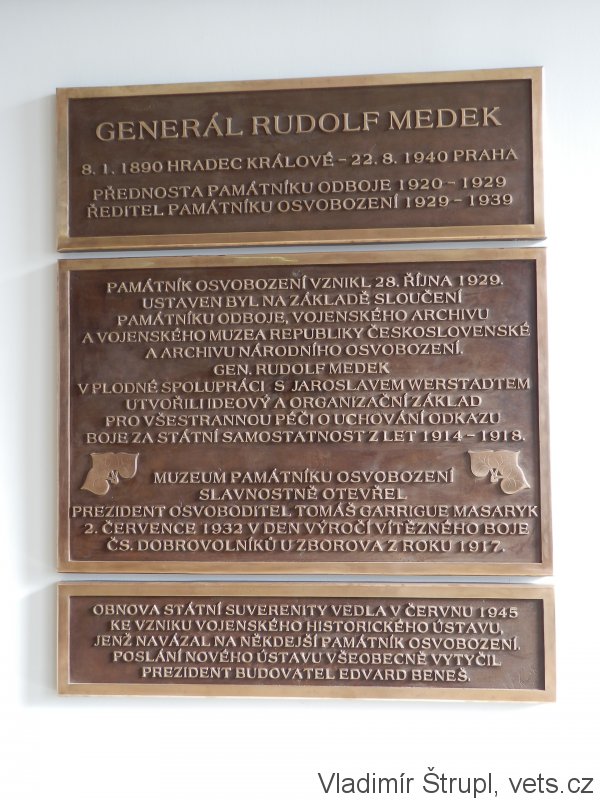 GENERÁL RUDOLF MEDEK
8. 1. 1890 HRADEC KRÁLOVÉ – 22. 8. 1940 PRAHA
PŘEDNOSTA PAMÁTNÍKU ODBOJE 1920 – 1929
ŘEDITEL PAMÁTNÍKU OSVOBOZENÍ 1929 – 1939
PAMÁTNÍK OSVOBOZENÍ VZNIKL 28. ŘÍJNA 1929.
USTAVEN BYL NA ZÁKLADĚ SLOUČENÍ
PAMÁTNÍKU ODBOJE, VOJENSKÉHO ARCHIVU
A VOJENSKÉHO MUZEA REPUBLIKY ČESKOSLOVENSKÉ
A ARCHIVU NÁRODNÍHO OSVOBOZENÍ.
GEN. RUDOLF MEDEK
V PLODNÉ SPOLUPRÁCI S JAROSLAVEM WERSTADTEM
UTVOŘILI IDEOVÝ A ORGANIZAČNÍ ZÁKLAD
PRO VŠESTRANNOU PÉČI O UCHOVÁNÍ ODKAZU
BOJE ZA STÁTNÍ SAMOSTATNOST Z LET 1914 – 1918.
MUZEUM PAMÁTNÍKU OSVOBOZENÍ
SLAVNOSTNĚ OTEVŘEL
PREZIDENT OSVOBODITEL TOMÁŠ GARRIGUE MASARYK
2. ČERVENCE 1932 V DEN VÝROČÍ VÍTĚZNÉHO BOJE
ČS. DOBROVOLNÍKŮ U ZBOROVA Z ROKU 1917.
OBNOVA STÁTNÍ SUVERENITY VEDLA V ČERVNU 1945
KE VZNIKU VOJENSKÉHO HISTORICKÉHO ÚSTAVU,
JENŽ NAVÁZAL NA NĚKDEJŠÍ PAMÁTNÍK OSVOBOZENÍ.
POSLÁNÍ NOVÉHO ÚSTAVU VŠEOBECNĚ VYTYČIL
PREZIDENT BUDOVATEL EDVARD BENEŠ.
Vladimír Štrupl, vets.cz